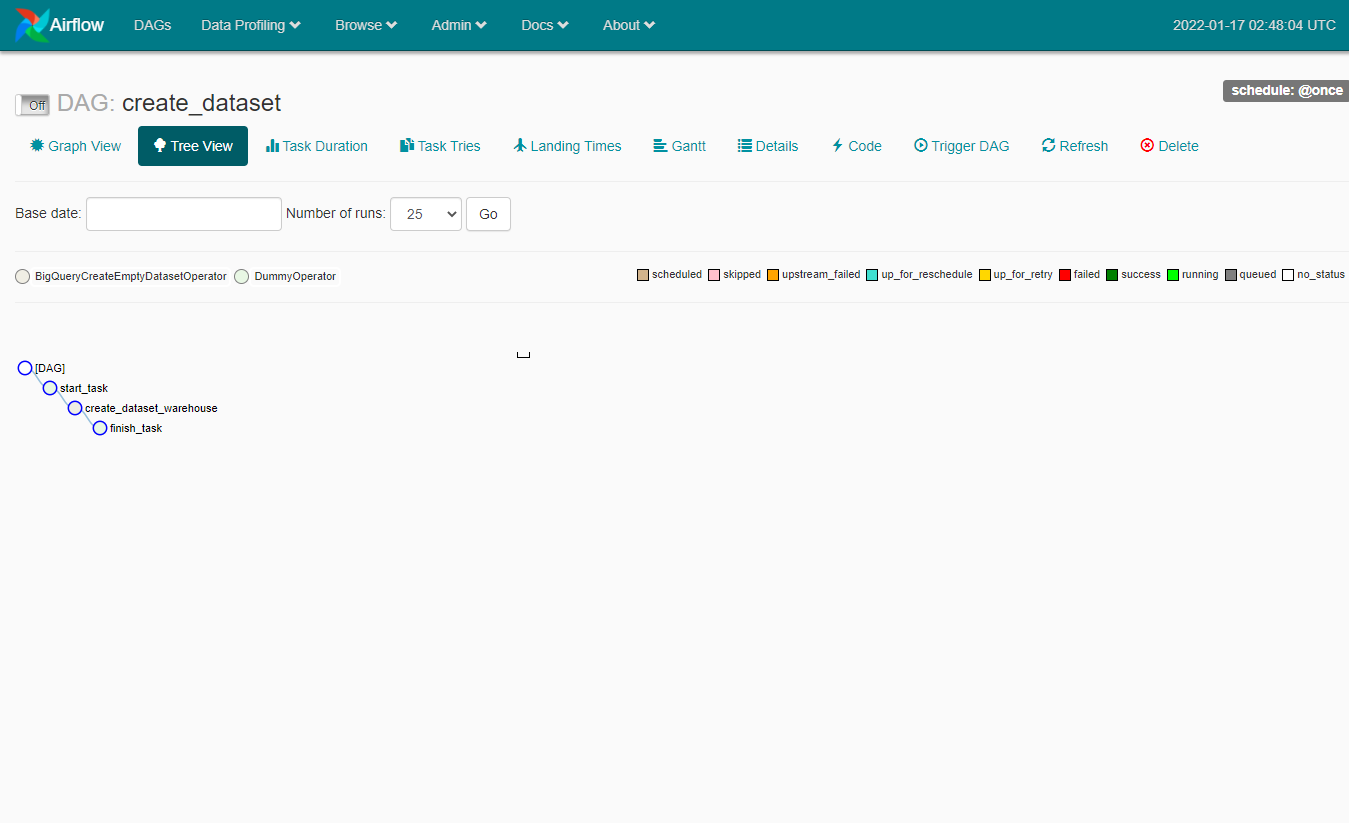 Airflow DAGs Data Profiling Browse Admin Docs About 2022-01-17 02:48:04 UTC
Off DAG: create_dataset schedule: @once
Graph View Tree View Task Duration Task Tries Landing Times Gantt Details Code Trigger DAG Refresh Delete
Base date: Number of runs: 25 Go
BigQueryCreateEmptyDatasetOperator DummyOperator scheduled skipped upstream_failed up_for_reschedule up_for_retry failed success running queued no_status
[DAG]
start_task
create_dataset_warehouse
finish_task